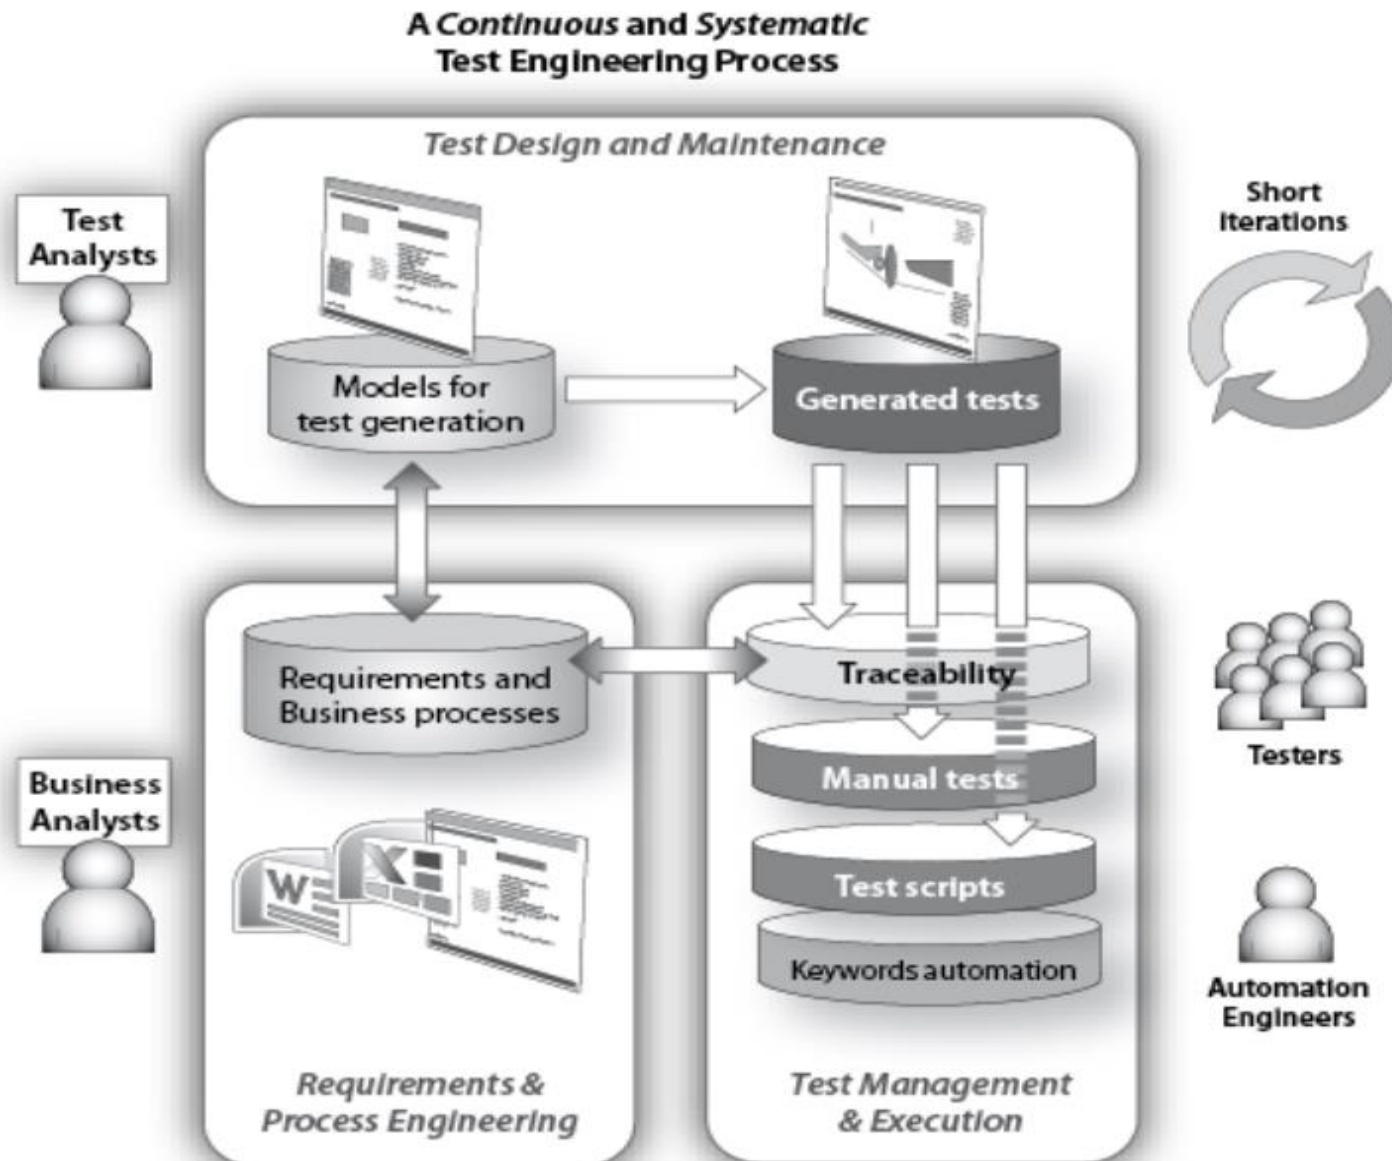 A Continuous and Systematic
Test Engineering Process
Test Design and Maintenance
Test
Analysts
Short
Iterations
Models for
test generation
Generated tests
Requirements and
Business processes
Traceability
Manual tests
Testers
Business
Analysts
W
X
Test scripts
Keywords automation
Automation
Engineers
Requirements &
Process Engineering
Test Management
& Execution